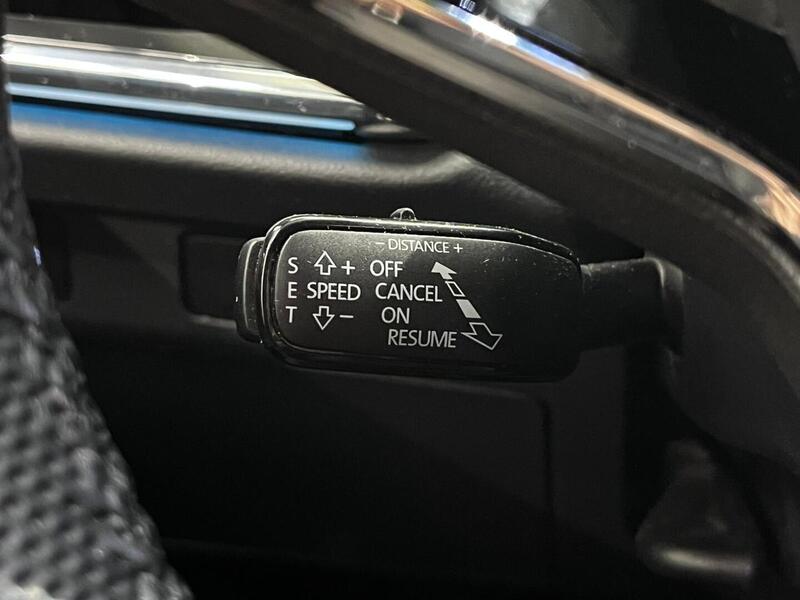 - DISTANCE +
S + OFF
E SPEED CANCEL
T - ON
RESUME